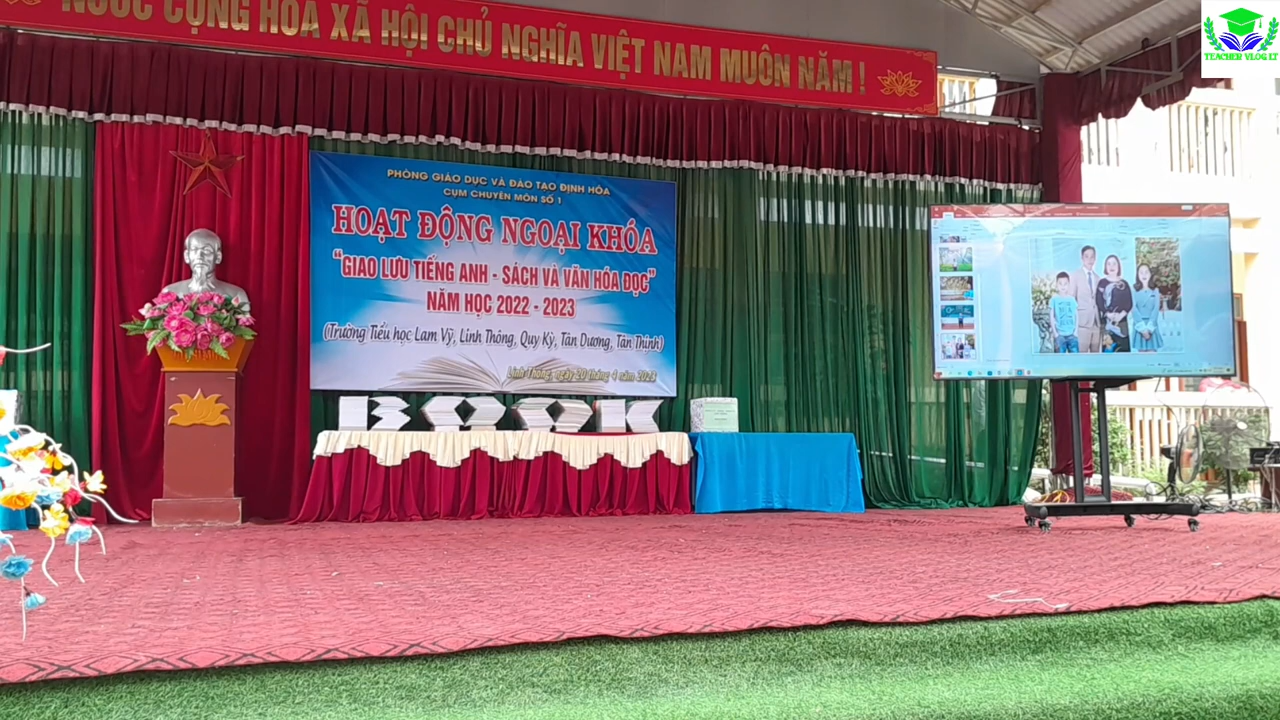 NƯỚC CỘNG HÒA XÃ HỘI CHỦ NGHĨA VIỆT NAM MUÔN NĂM !
TEACHER VLOG LT
PHÒNG GIÁO DỤC VÀ ĐÀO TẠO ĐỊNH HÓA
CỤM CHUYÊN MÔN SỐ 1
HOẠT ĐỘNG NGOẠI KHÓA
"GIAO LƯU TIẾNG ANH - SÁCH VÀ VĂN HÓA ĐỌC"
NĂM HỌC 2022 - 2023
(Trường Tiểu học Lam Vỹ, Linh Thông, Quy Kỳ, Tân Dương, Tân Thịnh)
Linh Thông, ngày 20 tháng 4 năm 2023
BOOK